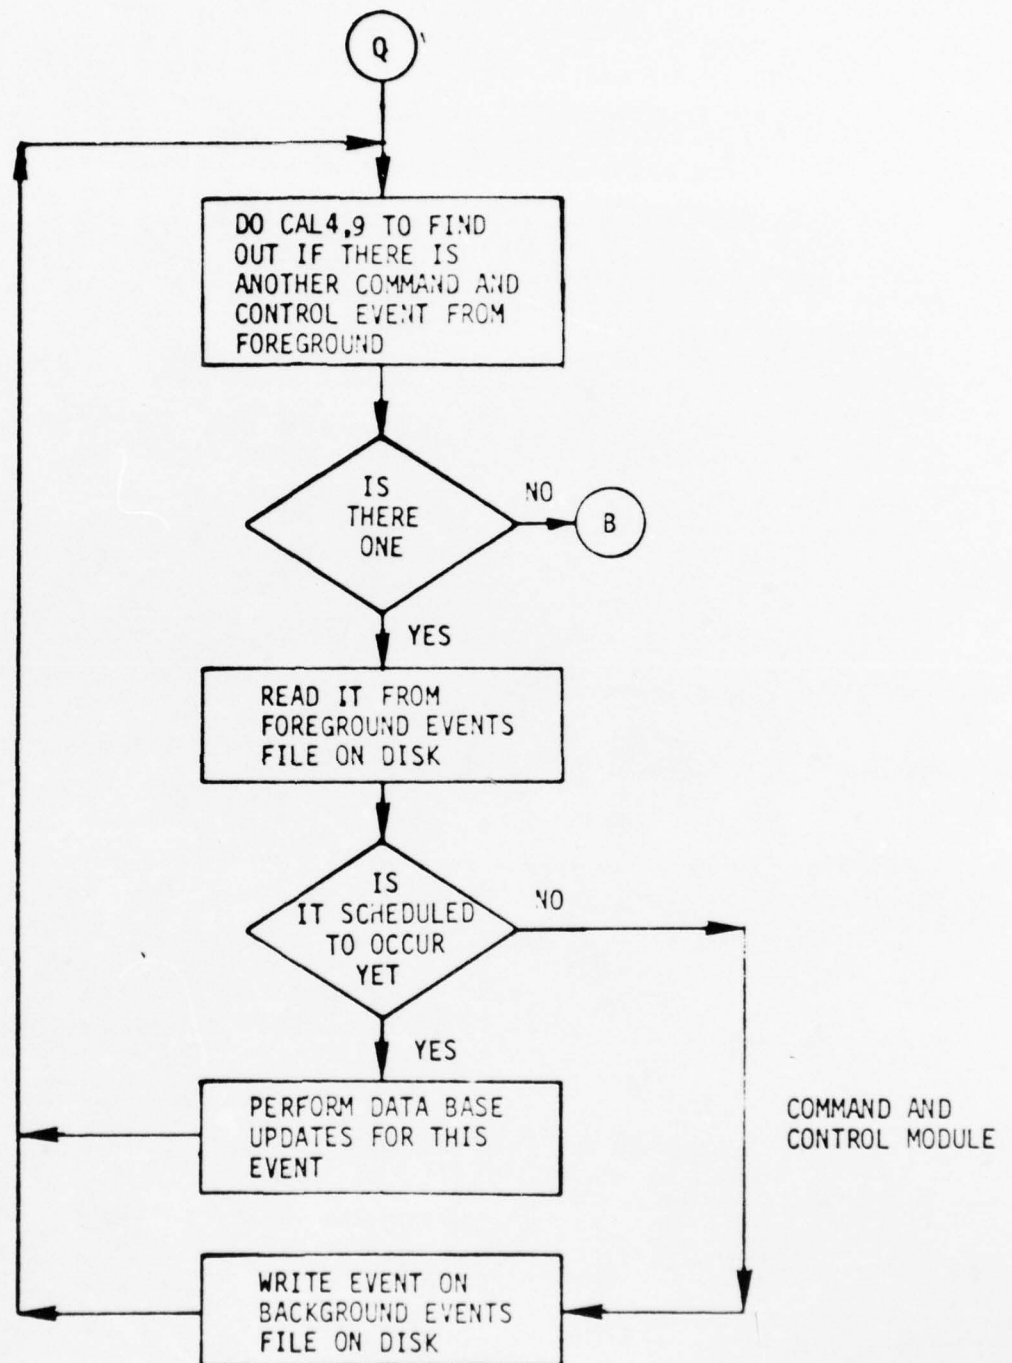 Q
DO CAL4,9 TO FIND
OUT IF THERE IS
ANOTHER COMMAND AND
CONTROL EVENT FROM
FOREGROUND
IS
THERE
ONE
NO
B
YES
READ IT FROM
FOREGROUND EVENTS
FILE ON DISK
IS
IT SCHEDULED
TO OCCUR
YET
NO
YES
PERFORM DATA BASE
UPDATES FOR THIS
EVENT
COMMAND AND
CONTROL MODULE
WRITE EVENT ON
BACKGROUND EVENTS
FILE ON DISK